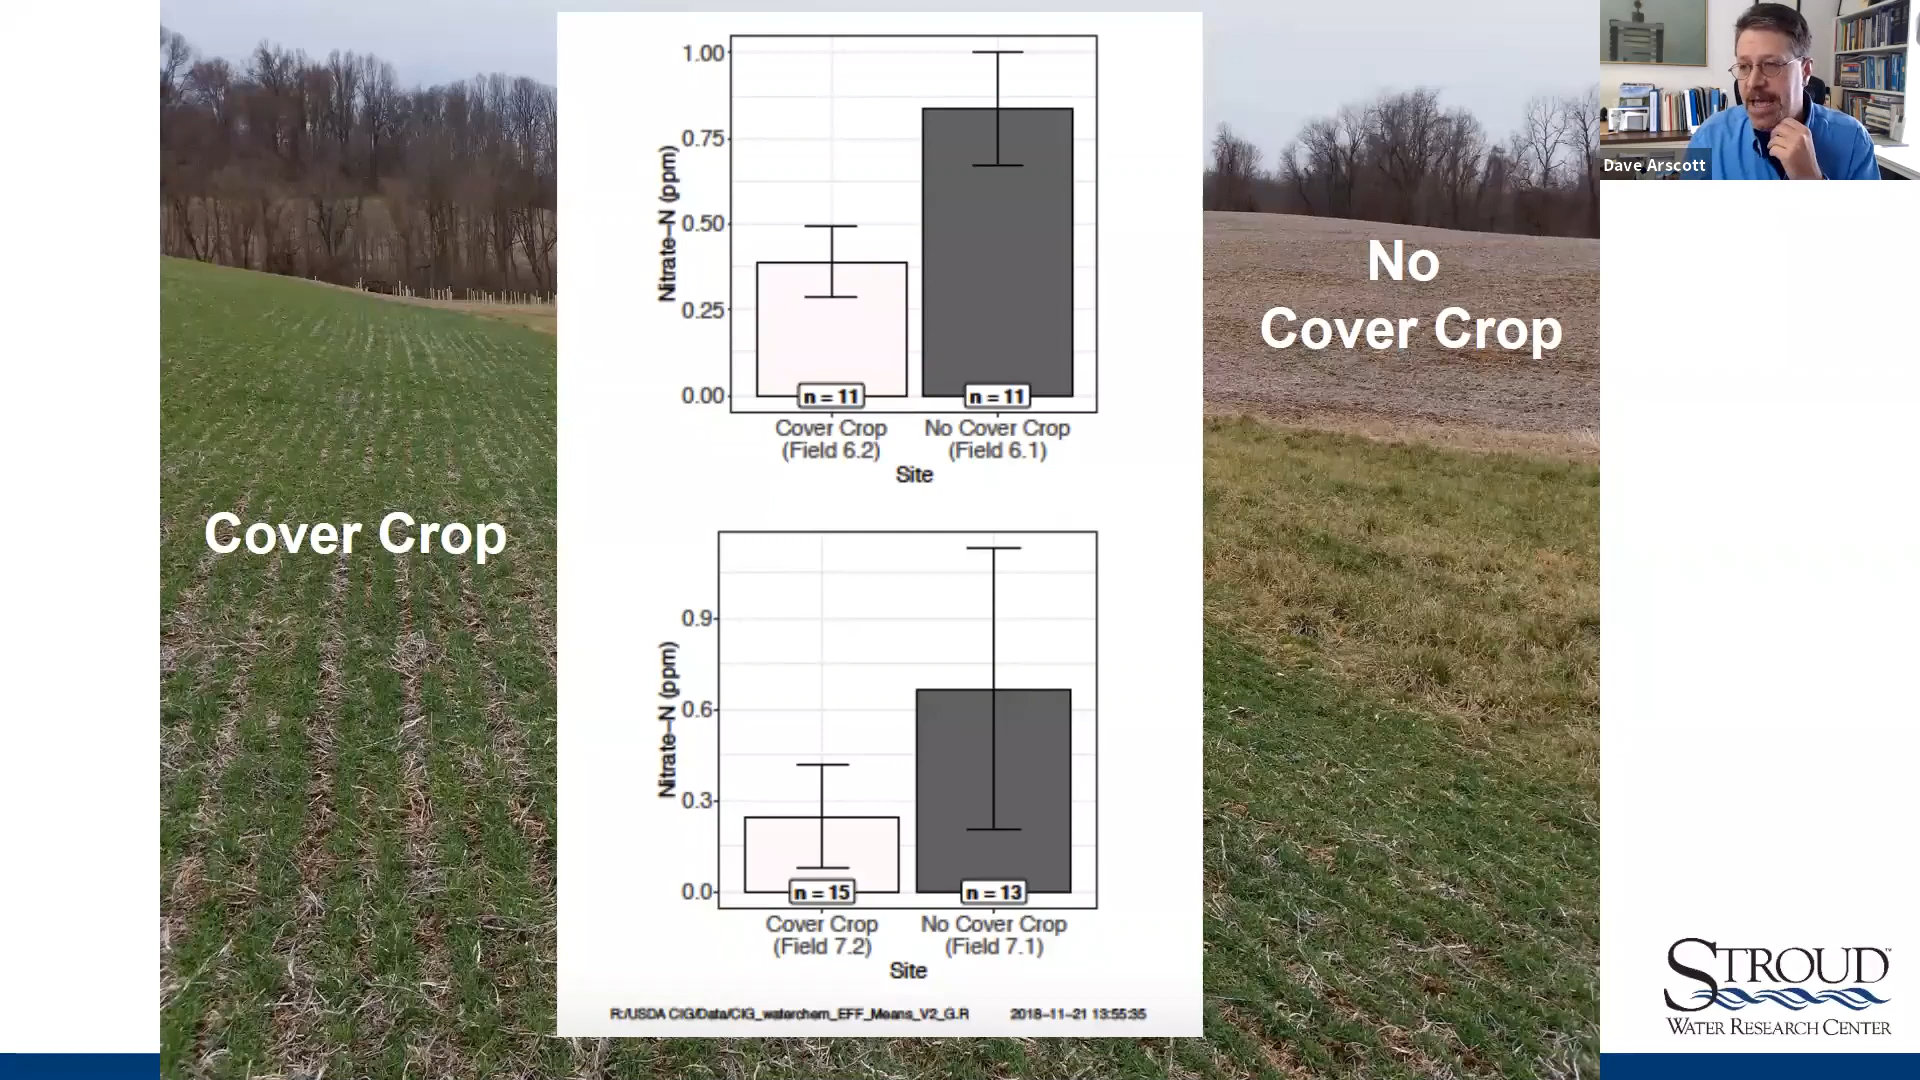 1.00
0.75
0.50
0.25
0.00
Nitrate–N (ppm)
n = 11
n = 11
Cover Crop
(Field 6.2)
No Cover Crop
(Field 6.1)
Site
0.9
0.6
0.3
0.0
Nitrate–N (ppm)
n = 15
n = 13
Cover Crop
(Field 7.2)
No Cover Crop
(Field 7.1)
Site
R:/USDA CIG/Data/CIG_waterchem_EFF_Means_V2_G.R
2018–11–21 13:55:35
Cover Crop
No
Cover Crop
Dave Arscott
STROUD™
WATER RESEARCH CENTER